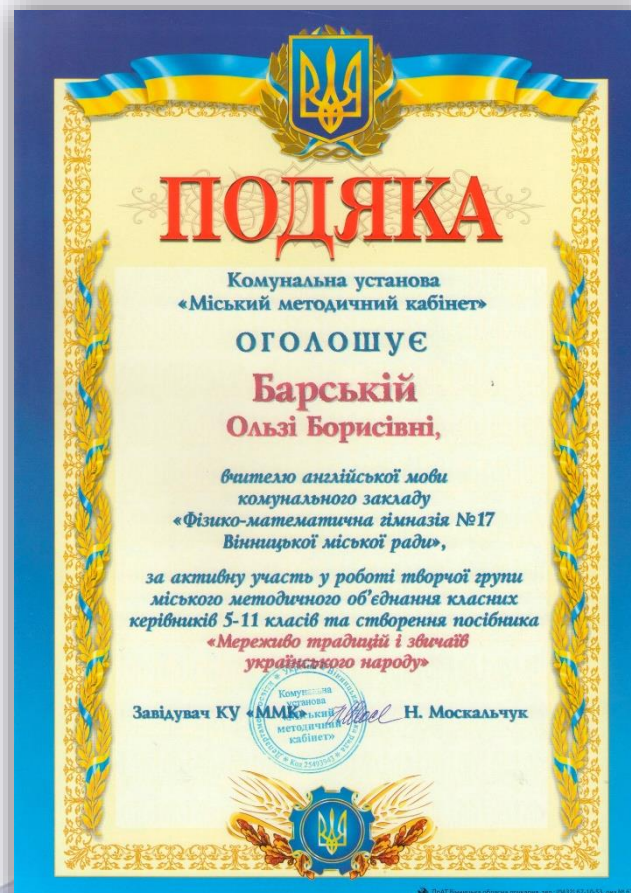 ПОДЯКА
Комунальна установа
«Міський методичний кабінет»
ОГОЛОШУЄ
Барській
Ользі Борисівні,
вчителю англійської мови
комунального закладу
«Фізико-математична гімназія №17
Вінницької міської ради»,
за активну участь у роботі творчої групи
міського методичного об’єднання класних
керівників 5-11 класів та створення посібника
«Мереживо традицій і звичаїв
українського народу»
Завідувач КУ «ММК» Н. Москальчук
Комунальна
установа
методичний
кабінет»